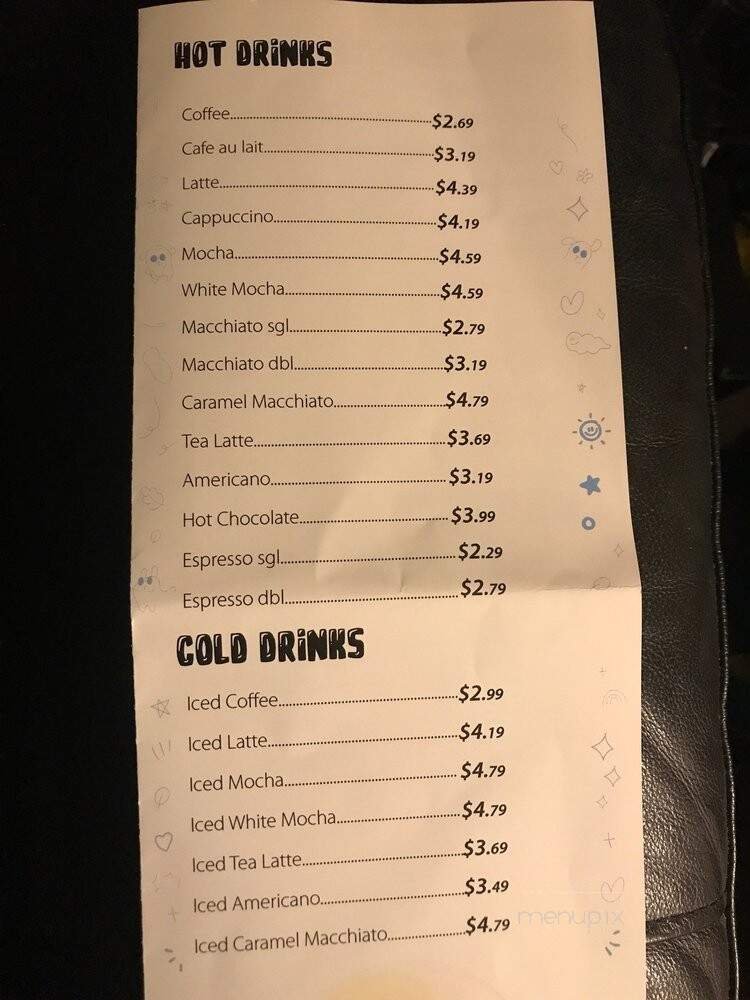 HOT DRiNKS
Coffee....................$2.69
Cafe au lait....................$3.19
Latte....................$4.39
Cappuccino....................$4.19
Mocha....................$4.59
White Mocha....................$4.59
Macchiato sgl....................$2.79
Macchiato dbl....................$3.19
Caramel Macchiato....................$4.79
Tea Latte....................$3.69
Americano....................$3.19
Hot Chocolate....................$3.99
Espresso sgl....................$2.29
Espresso dbl....................$2.79
COLD DRiNKS
Iced Coffee....................$2.99
Iced Latte....................$4.19
Iced Mocha....................$4.79
Iced White Mocha....................$4.79
Iced Tea Latte....................$3.69
Iced Americano....................$3.49
Iced Caramel Macchiato....................$4.79
menupix